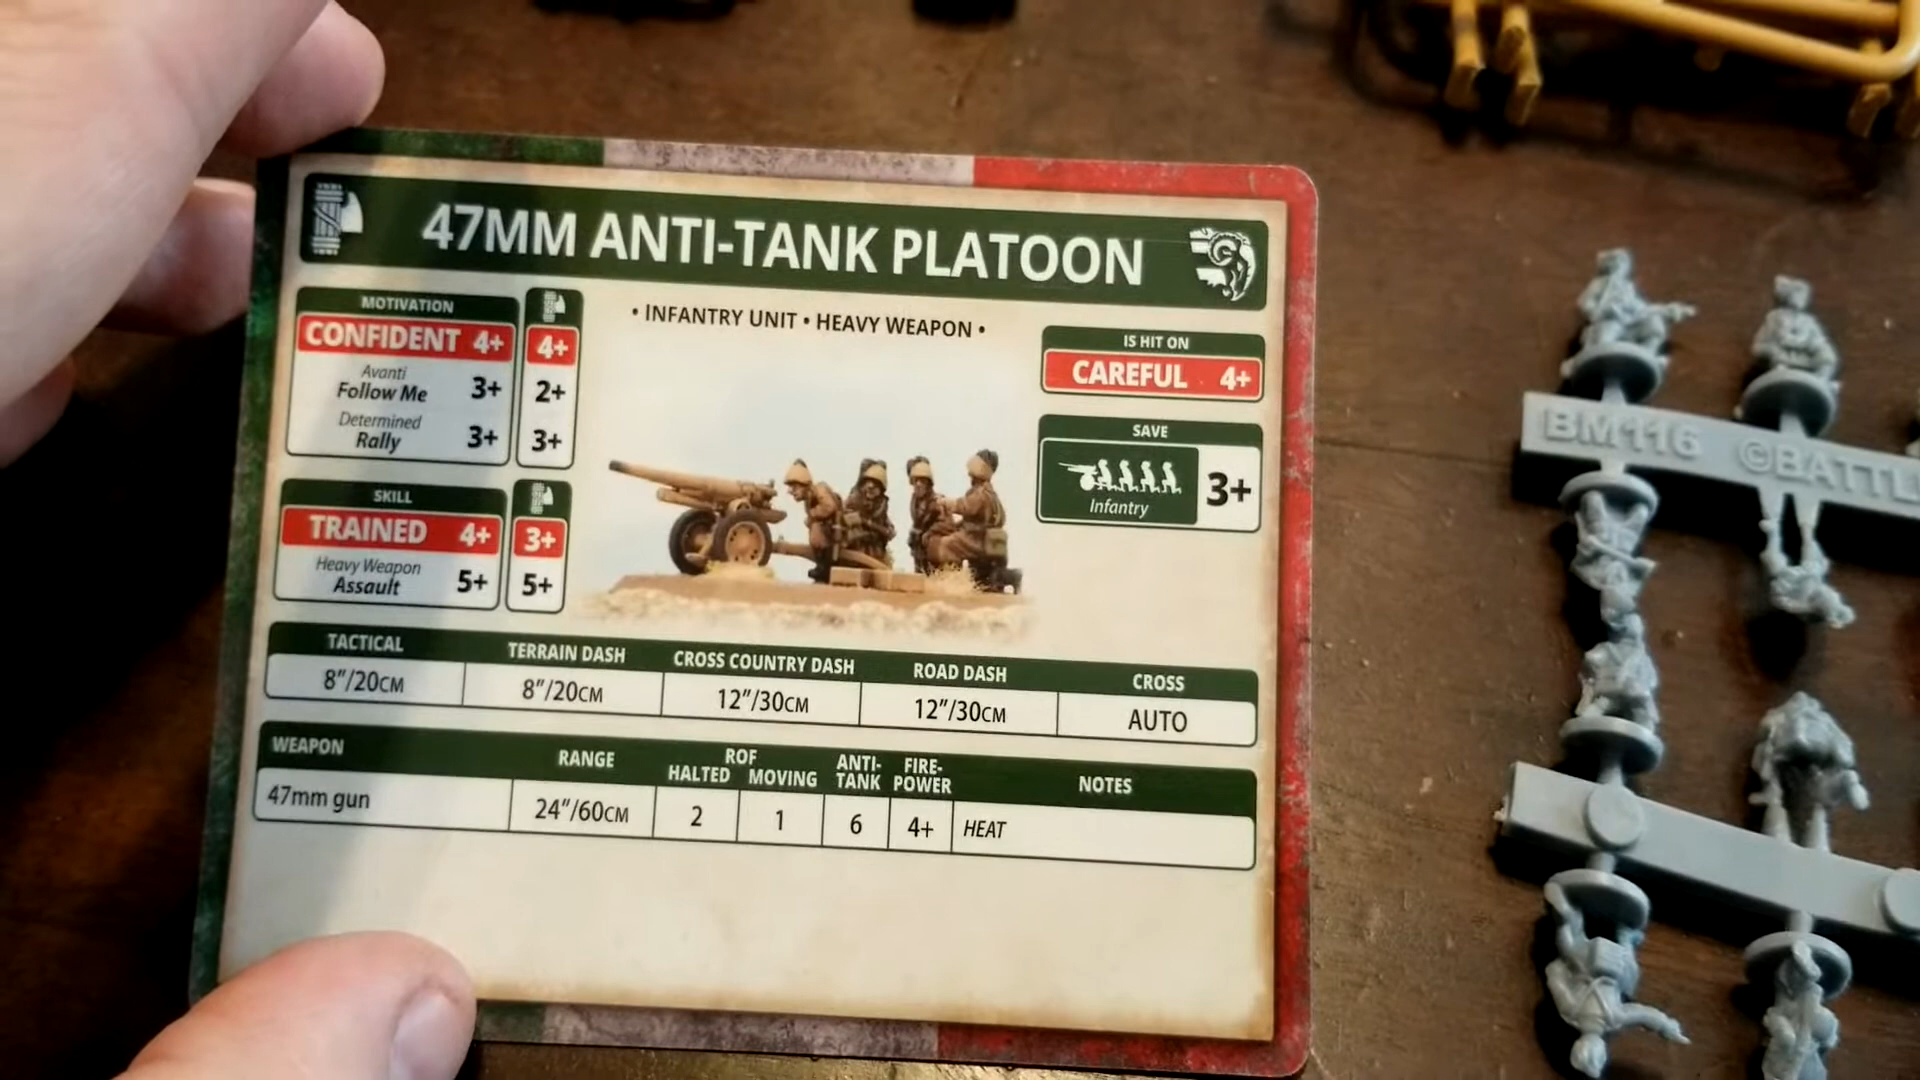 47MM ANTI-TANK PLATOON
• INFANTRY UNIT • HEAVY WEAPON •
MOTIVATION
CONFIDENT 4+ 4+
Avanti
Follow Me 3+ 2+
Determined
Rally 3+ 3+
SKILL
TRAINED 4+ 3+
Heavy Weapon
Assault 5+ 5+
IS HIT ON
CAREFUL 4+
SAVE
Infantry 3+
TACTICAL TERRAIN DASH CROSS COUNTRY DASH ROAD DASH CROSS
8"/20CM 8"/20CM 12"/30CM 12"/30CM AUTO
WEAPON RANGE ROF HALTED MOVING ANTI-TANK FIRE-POWER NOTES
47mm gun 24"/60CM 2 1 6 4+ HEAT
BM116 ©BATTL